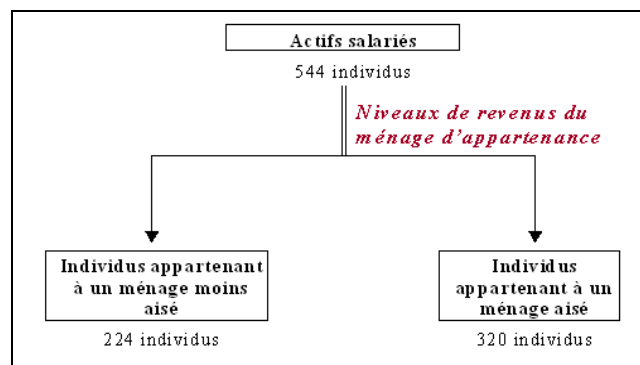 Actifs salariés
544 individus
Niveaux de revenus du
ménage d'appartenance
Individus appartenant
à un ménage moins
aisé
224 individus
Individus
appartenant à un
ménage aisé
320 individus